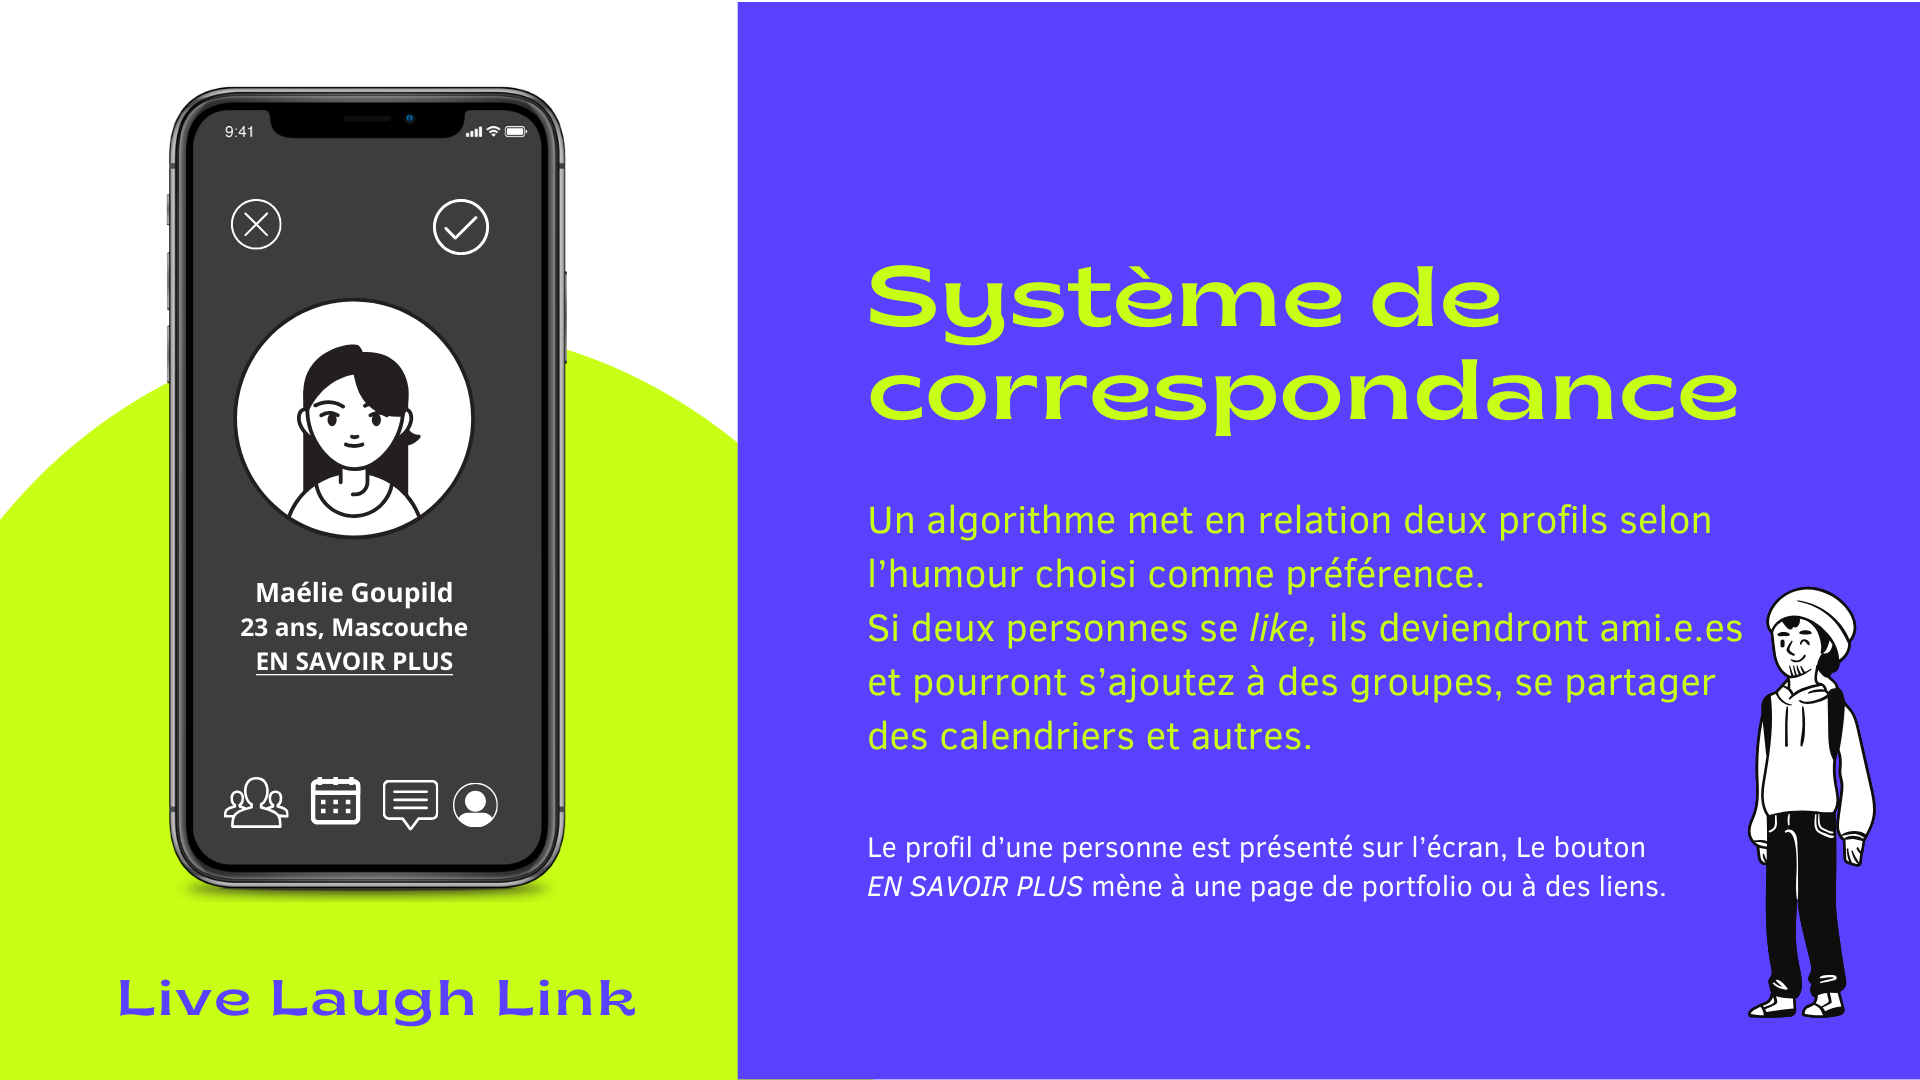 9:41
Maélie Goupild
23 ans, Mascouche
EN SAVOIR PLUS
Live Laugh Link
Système de
correspondance
Un algorithme met en relation deux profils selon
l’humour choisi comme préférence.
Si deux personnes se like, ils deviendront ami.e.es
et pourront s’ajoutez à des groupes, se partager
des calendriers et autres.
Le profil d’une personne est présenté sur l’écran, Le bouton
EN SAVOIR PLUS mène à une page de portfolio ou à des liens.